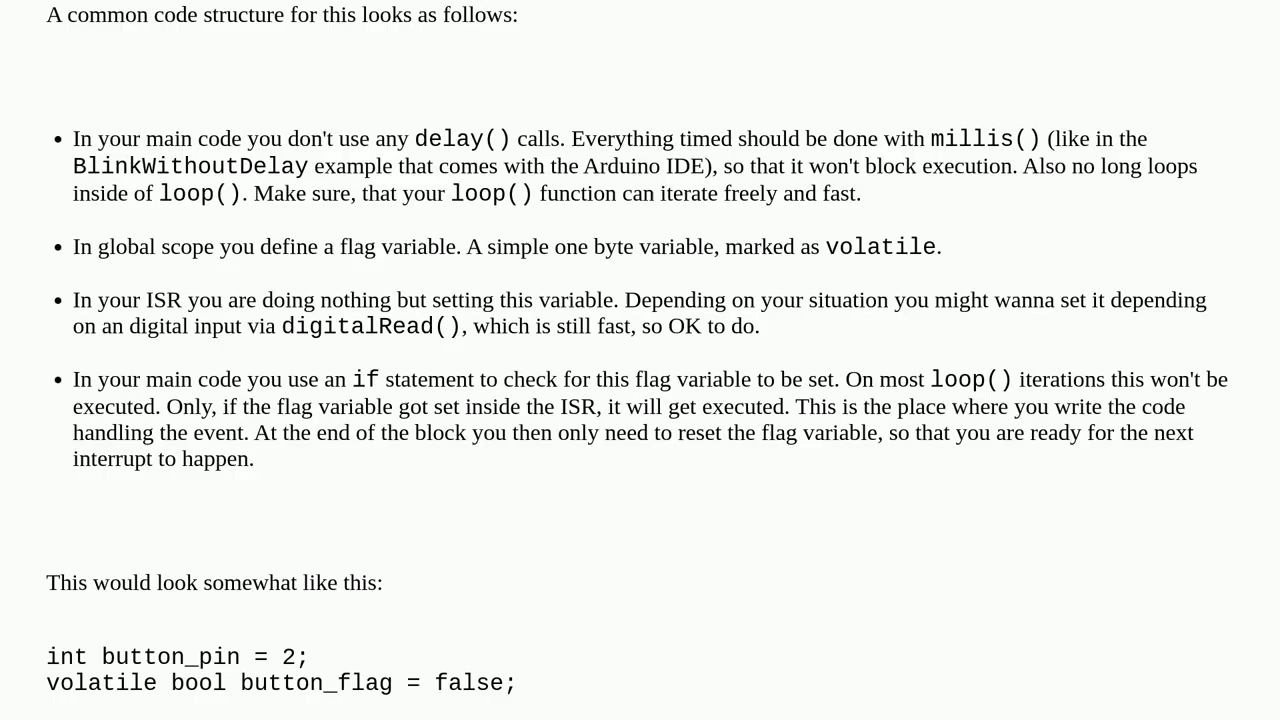 A common code structure for this looks as follows:
• In your main code you don't use any delay() calls. Everything timed should be done with millis() (like in the
BlinkWithoutDelay example that comes with the Arduino IDE), so that it won't block execution. Also no long loops
inside of loop(). Make sure, that your loop() function can iterate freely and fast.
• In global scope you define a flag variable. A simple one byte variable, marked as volatile.
• In your ISR you are doing nothing but setting this variable. Depending on your situation you might wanna set it depending
on an digital input via digitalRead(), which is still fast, so OK to do.
• In your main code you use an if statement to check for this flag variable to be set. On most loop() iterations this won't be
executed. Only, if the flag variable got set inside the ISR, it will get executed. This is the place where you write the code
handling the event. At the end of the block you then only need to reset the flag variable, so that you are ready for the next
interrupt to happen.
This would look somewhat like this:
int button_pin = 2;
volatile bool button_flag = false;